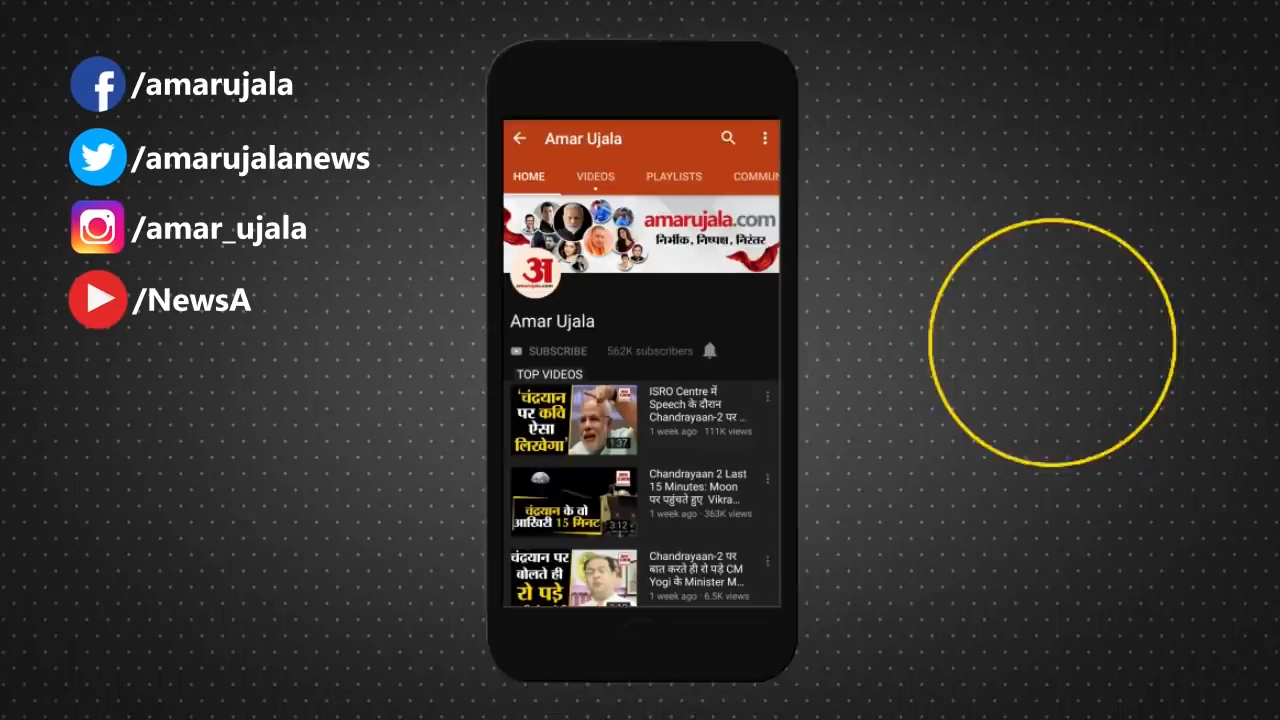 /amarujala
/amarujalanews
/amar_ujala
/NewsA
Amar Ujala
HOME VIDEOS PLAYLISTS COMMUN
amarujala.com
निर्भीक, निष्पक्ष, निरंतर
अ
amarujala.com
Amar Ujala
SUBSCRIBE 562K subscribers
TOP VIDEOS
'चंद्रयान
पर कवि
ऐसा
लिखेगा'
1:37
ISRO Centre में
Speech के दौरान
Chandrayaan-2 पर ..
1 week ago · 111K views
चंद्रयान के वो
आखिरी 15 मिनट
3:12
Chandrayaan 2 Last
15 Minutes: Moon
पर पहुंचते हुए Vikra...
1 week ago · 363K views
चंद्रयान पर
बोलते ही
रो पड़े
Chandrayaan-2 पर
बात करते ही रो पड़े CM
Yogi के Minister M...
1 week ago · 6.5K views